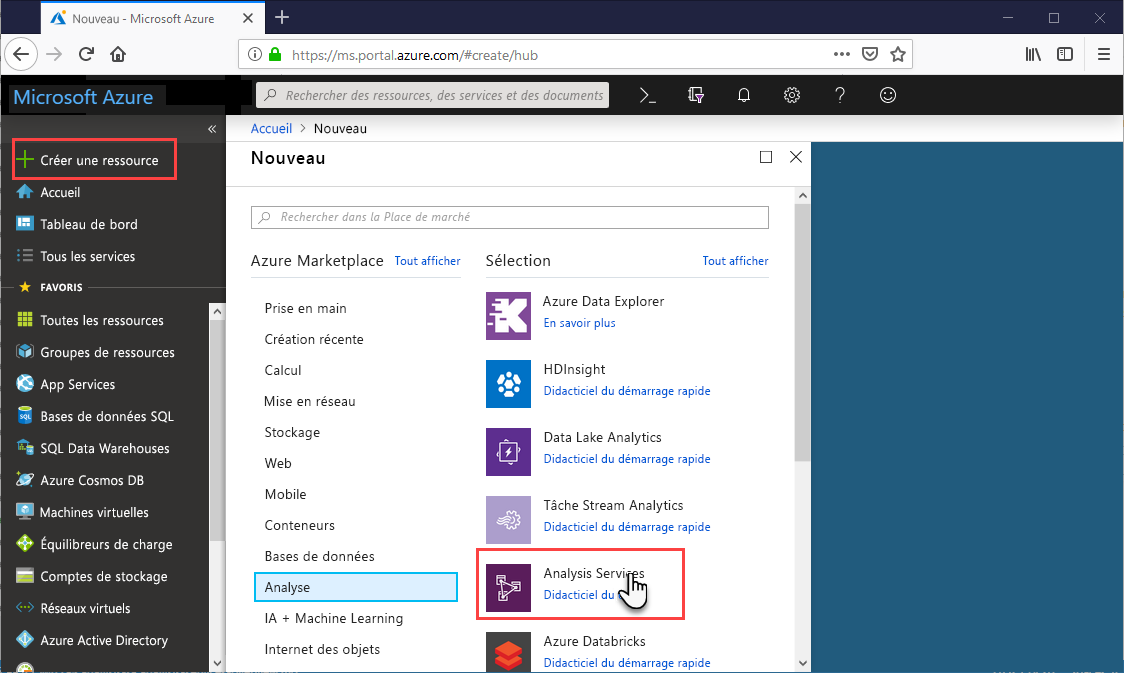 Nouveau - Microsoft Azure
https://ms.portal.azure.com/#create/hub
Microsoft Azure
Rechercher des ressources, des services et des documents
Accueil > Nouveau
Créer une ressource
Accueil
Tableau de bord
Tous les services
FAVORIS
Toutes les ressources
Groupes de ressources
App Services
Bases de données SQL
SQL Data Warehouses
Azure Cosmos DB
Machines virtuelles
Équilibreurs de charge
Comptes de stockage
Réseaux virtuels
Azure Active Directory
Nouveau
Rechercher dans la Place de marché
Azure Marketplace Tout afficher
Prise en main
Création récente
Calcul
Mise en réseau
Stockage
Web
Mobile
Conteneurs
Bases de données
Analyse
IA + Machine Learning
Internet des objets
Sélection Tout afficher
Azure Data Explorer
En savoir plus
HDInsight
Didacticiel du démarrage rapide
Data Lake Analytics
Didacticiel du démarrage rapide
Tâche Stream Analytics
Didacticiel du démarrage rapide
Analysis Services
Didacticiel du
Azure Databricks
Didacticiel du démarrage rapide